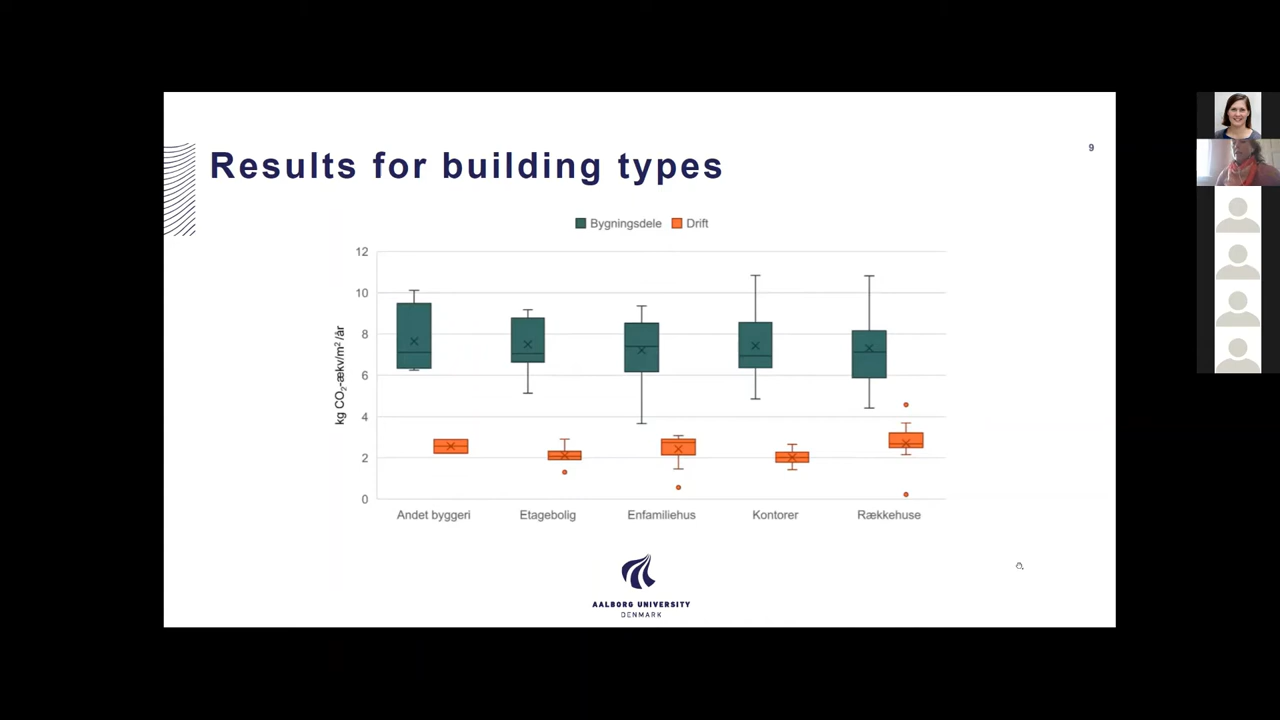 Results for building types
9
Bygningsdele Drift
12
10
8
6
4
2
0
kg CO₂-ækv/m²/år
Andet byggeri Etagebolig Enfamiliehus Kontorer Rækkehuse
AALBORG UNIVERSITY
DENMARK